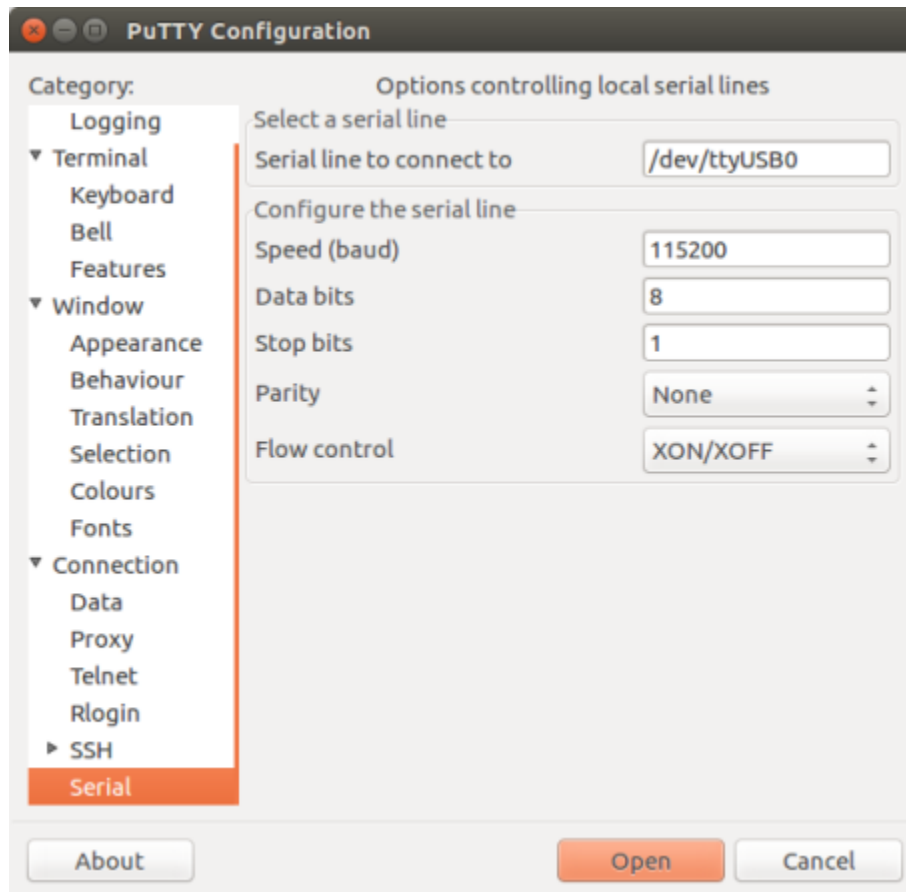 PuTTY Configuration
Category:
Logging
Terminal
Keyboard
Bell
Features
Window
Appearance
Behaviour
Translation
Selection
Colours
Fonts
Connection
Data
Proxy
Telnet
Rlogin
SSH
Serial
Options controlling local serial lines
Select a serial line
Serial line to connect to /dev/ttyUSB0
Configure the serial line
Speed (baud) 115200
Data bits 8
Stop bits 1
Parity None
Flow control XON/XOFF
About Open Cancel